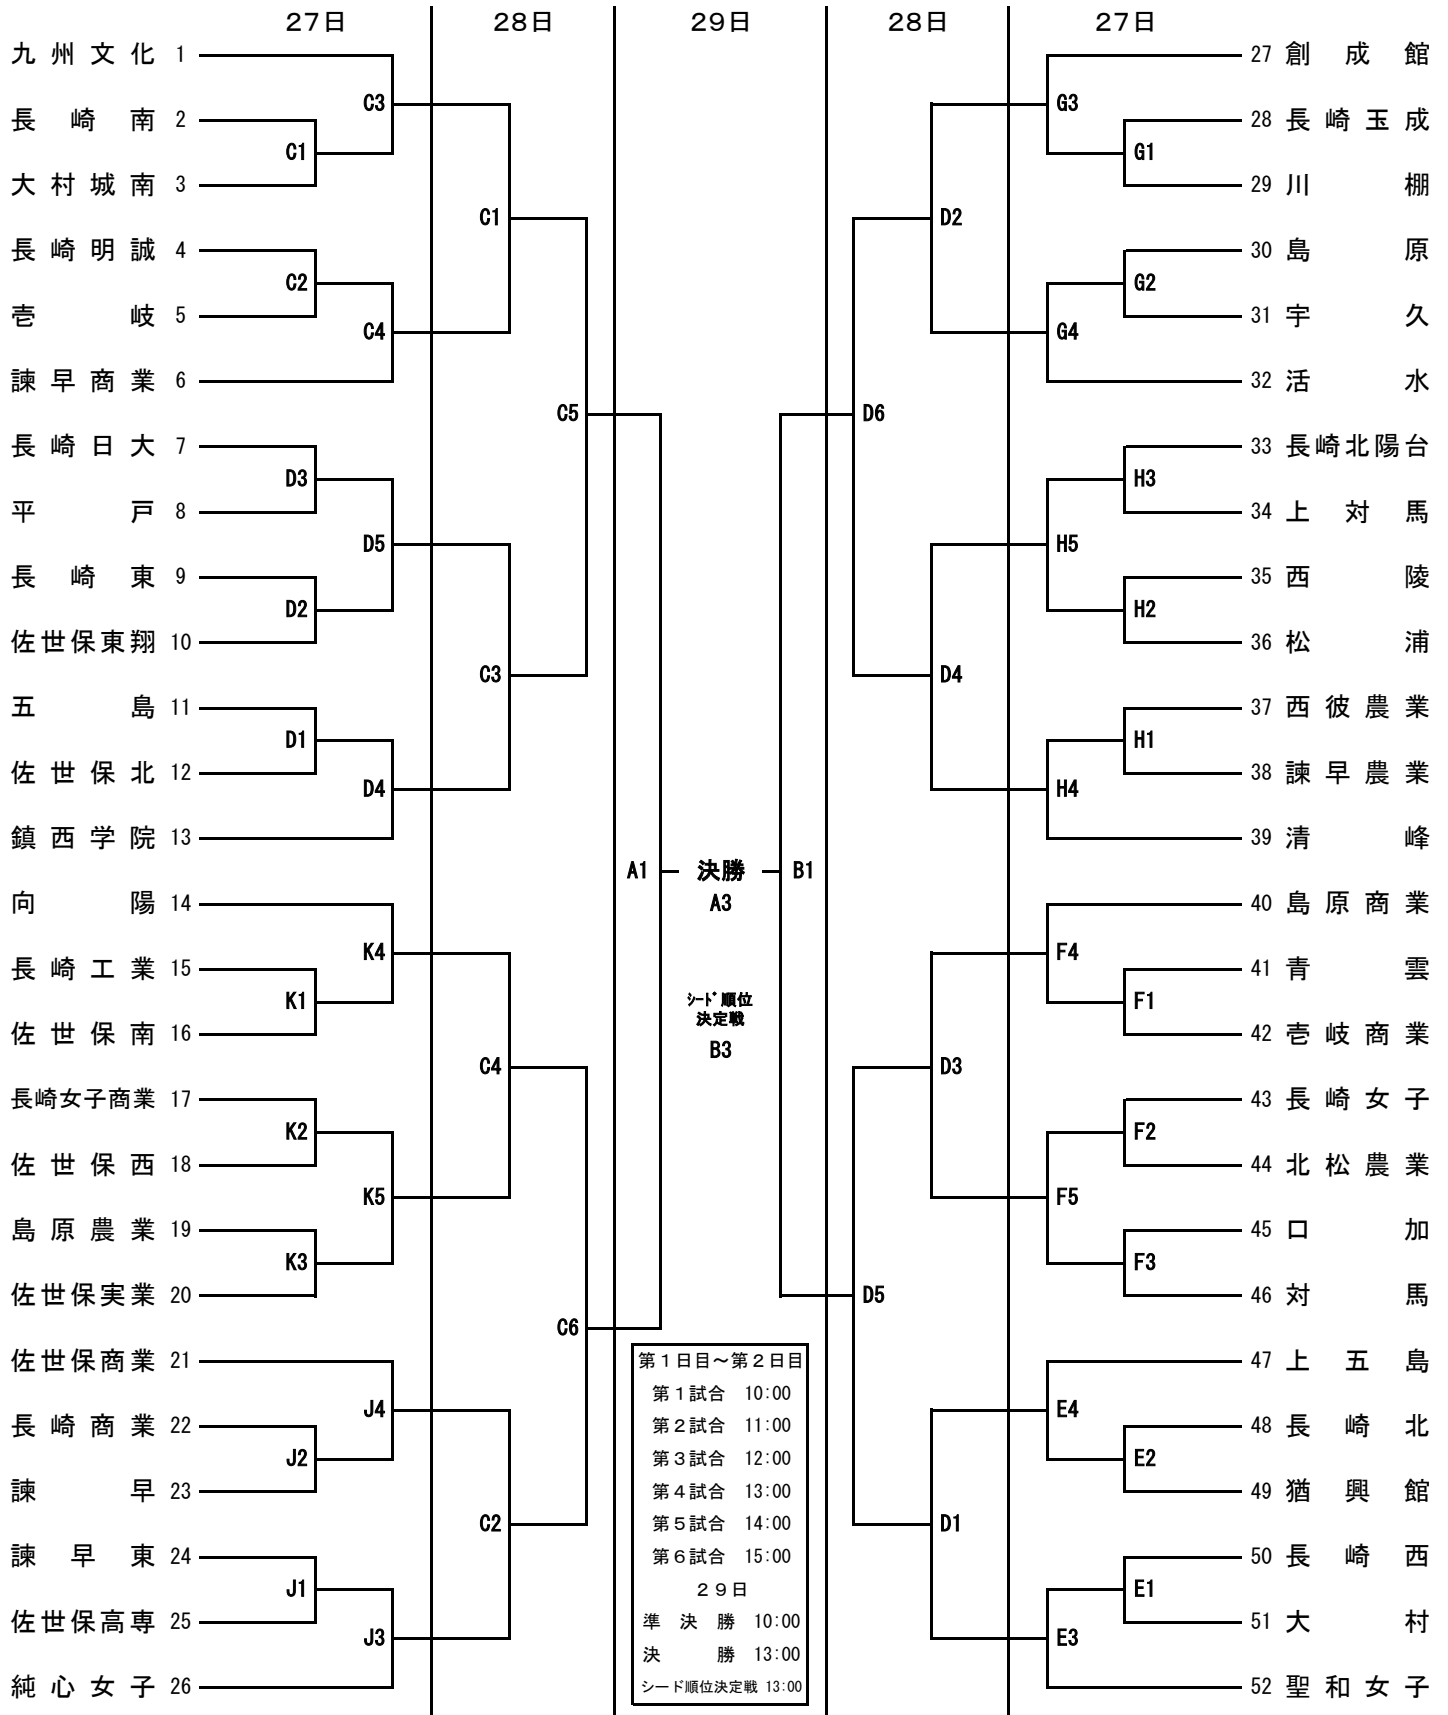 27日 28日 29日 28日 27日
九州文化 1
C3
長崎南 2
C1
大村城南 3
C1
長崎明誠 4
C2
壱岐 5
C4
諫早商業 6
C5
長崎日大 7
D3
平戸 8
D5
長崎東 9
D2
佐世保東翔 10
C3
五島 11
D1
佐世保北 12
D4
鎮西学院 13
A1
向陽 14
K4
長崎工業 15
K1
佐世保南 16
C4
長崎女子商業 17
K2
佐世保西 18
K5
島原農業 19
K3
佐世保実業 20
C6
佐世保商業 21
J4
長崎商業 22
J2
諫早 23
C2
諫早東 24
J1
佐世保高専 25
J3
純心女子 26
決勝
A3
シード順位
決定戦
B3
第1日目~第2日目
第1試合 10:00
第2試合 11:00
第3試合 12:00
第4試合 13:00
第5試合 14:00
第6試合 15:00
29日
準決勝 10:00
決勝 13:00
シード順位決定戦 13:00
27 創成館
G3
28 長崎玉成
G1
29 川棚
D2
30 島原
G2
31 宇久
G4
32 活水
D6
33 長崎北陽台
H3
34 上対馬
H5
35 西陵
H2
36 松浦
D4
37 西彼農業
H1
38 諫早農業
H4
39 清峰
B1
40 島原商業
F4
41 青雲
F1
42 壱岐商業
D3
43 長崎女子
F2
44 北松農業
F5
45 口加
F3
46 対馬
D5
47 上五島
E4
48 長崎北
E2
49 猶興館
D1
50 長崎西
E1
51 大村
E3
52 聖和女子